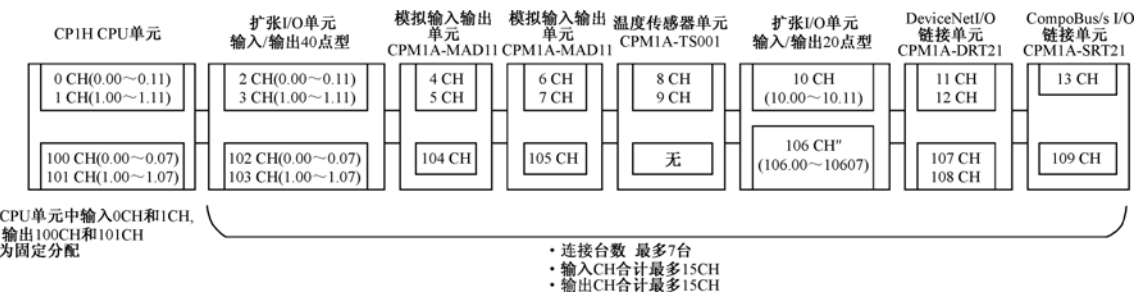 CP1H CPU单元
扩张I/O单元
输入/输出40点型
模拟输入输出
单元
CPM1A-MAD11
模拟输入输出
单元
CPM1A-MAD11
温度传感器单元
CPM1A-TS001
扩张I/O单元
输入/输出20点型
DeviceNetI/O
链接单元
CPM1A-DRT21
CompoBus/s I/O
链接单元
CPM1A-SRT21
0 CH(0.00～0.11)
1 CH(1.00～1.11)
2 CH(0.00～0.11)
3 CH(1.00～1.11)
4 CH
5 CH
6 CH
7 CH
8 CH
9 CH
10 CH
(10.00～10.11)
11 CH
12 CH
13 CH
100 CH(0.00～0.07)
101 CH(1.00～1.07)
102 CH(0.00～0.07)
103 CH(1.00～1.07)
104 CH
105 CH
无
106 CH″
(106.00～10607)
107 CH
108 CH
109 CH
CPU单元中输入0CH和1CH,
输出100CH和101CH
为固定分配
·连接台数 最多7台
·输入CH合计最多15CH
·输出CH合计最多15CH